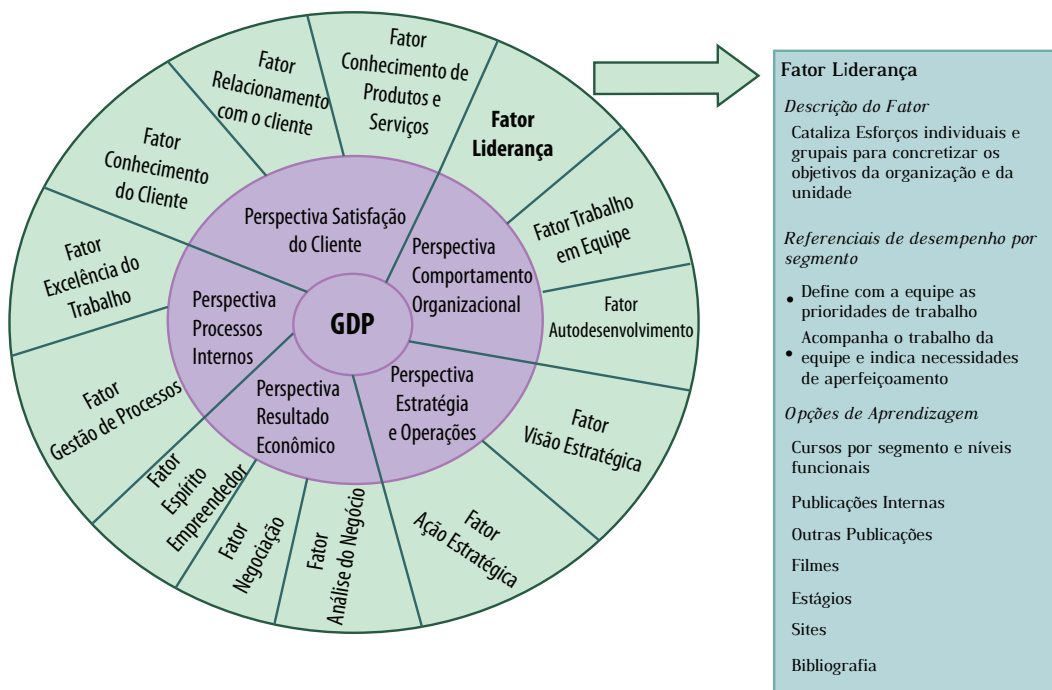 Fator
Conhecimento de
Produtos e
Serviços
Fator
Relacionamento
com o cliente
Fator
Conhecimento
do Cliente
Fator
Excelência do
Trabalho
Fator
Gestão de Processos
Fator
Espírito
Empreendedor
Fator
Negociação
Fator
Análise do Negócio
Fator
Ação Estratégica
Fator
Visão Estratégica
Fator
Autodesenvolvimento
Fator Trabalho
em Equipe
Fator
Liderança
Perspectiva Satisfação
do Cliente
Perspectiva
Comportamento
Organizacional
Perspectiva
Processos
Internos
GDP
Perspectiva
Resultado
Econômico
Perspectiva
Estratégia
e Operações
Fator Liderança
Descrição do Fator
Cataliza Esforços individuais e
grupais para concretizar os
objetivos da organização e da
unidade
Referenciais de desempenho por
segmento
• Define com a equipe as
prioridades de trabalho
• Acompanha o trabalho da
equipe e indica necessidades
de aperfeiçoamento
Opções de Aprendizagem
Cursos por segmento e níveis
funcionais
Publicações Internas
Outras Publicações
Filmes
Estágios
Sites
Bibliografia